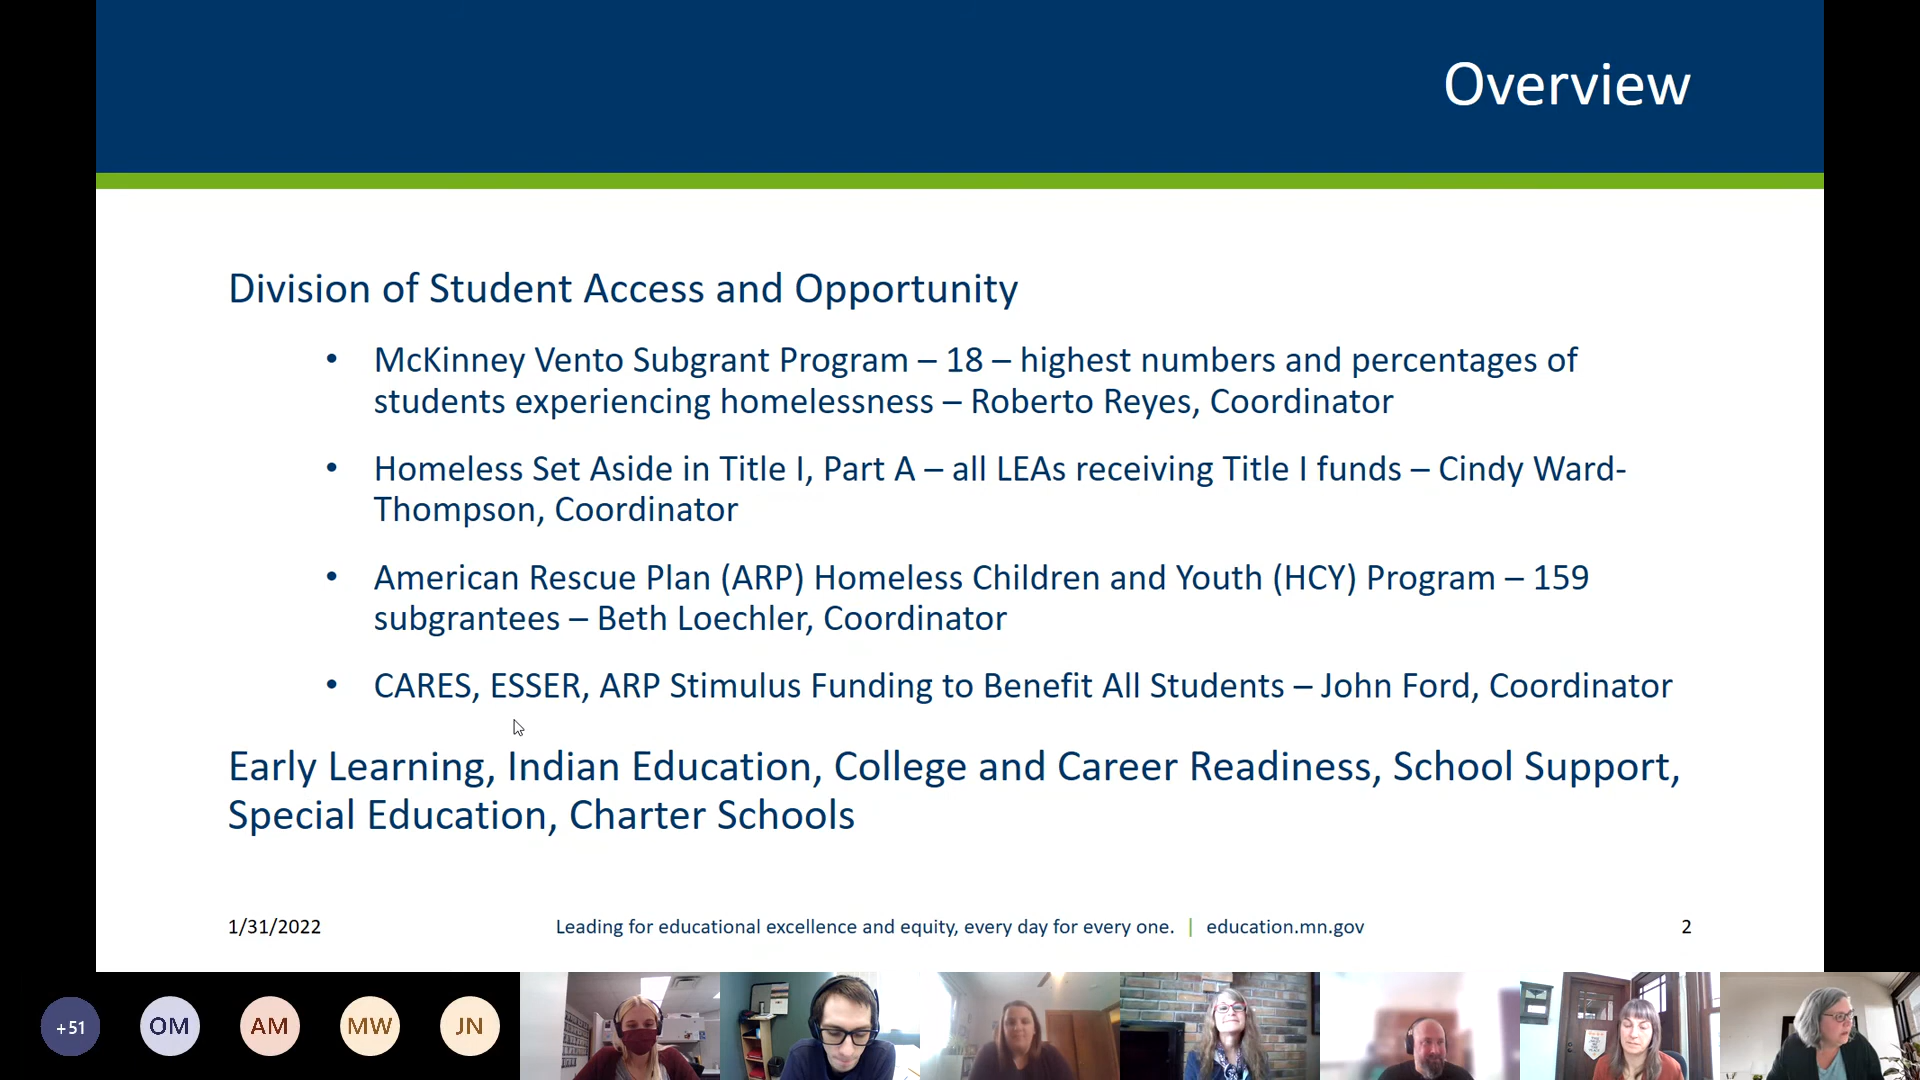 Overview
Division of Student Access and Opportunity
• McKinney Vento Subgrant Program – 18 – highest numbers and percentages of
students experiencing homelessness – Roberto Reyes, Coordinator
• Homeless Set Aside in Title I, Part A – all LEAs receiving Title I funds – Cindy Ward-
Thompson, Coordinator
• American Rescue Plan (ARP) Homeless Children and Youth (HCY) Program – 159
subgrantees – Beth Loechler, Coordinator
• CARES, ESSER, ARP Stimulus Funding to Benefit All Students – John Ford, Coordinator
Early Learning, Indian Education, College and Career Readiness, School Support,
Special Education, Charter Schools
1/31/2022 Leading for educational excellence and equity, every day for every one. | education.mn.gov 2
+51 OM AM MW JN